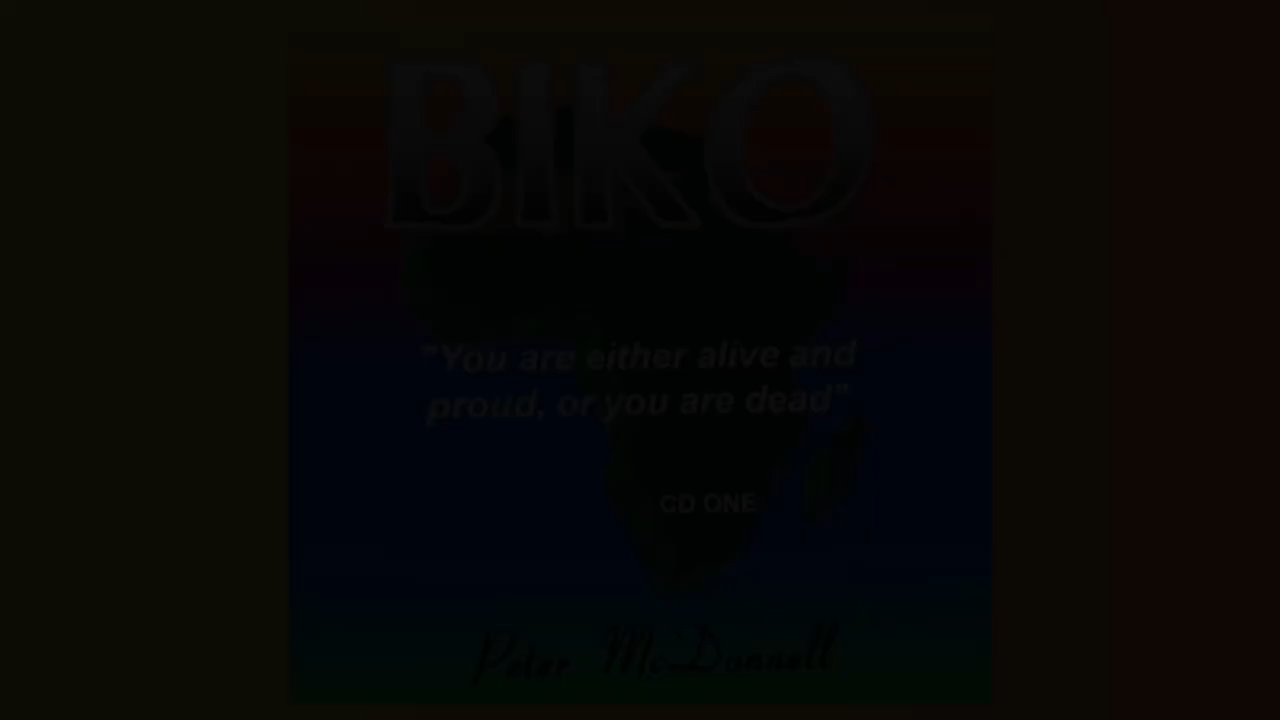 BIKO
"You are either alive and
proud, or you are dead"
CD ONE
Peter McDonnell